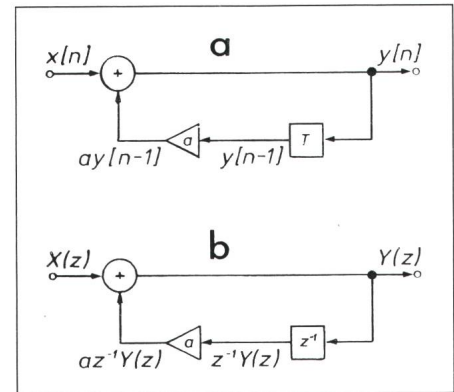 a
x[n] + y[n]
a T
ay[n-1] y[n-1]
b
X(z) + Y(z)
a z⁻¹
az⁻¹Y(z) z⁻¹Y(z)